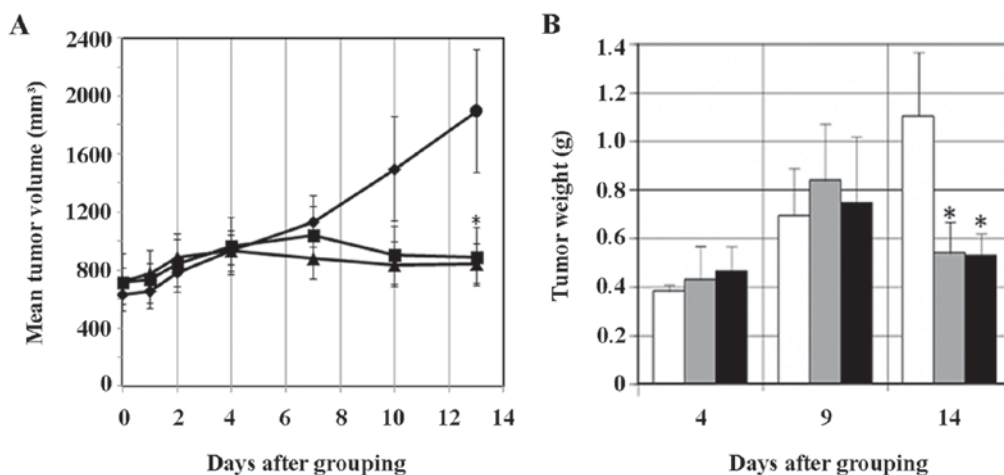 A
2400
2000
1600
1200
800
400
0
*
0 2 4 6 8 10 12 14
Mean tumor volume (mm³)
Days after grouping
B
1.4
1.2
1.0
0.8
0.6
0.4
0.2
0
* *
4 9 14
Tumor weight (g)
Days after grouping